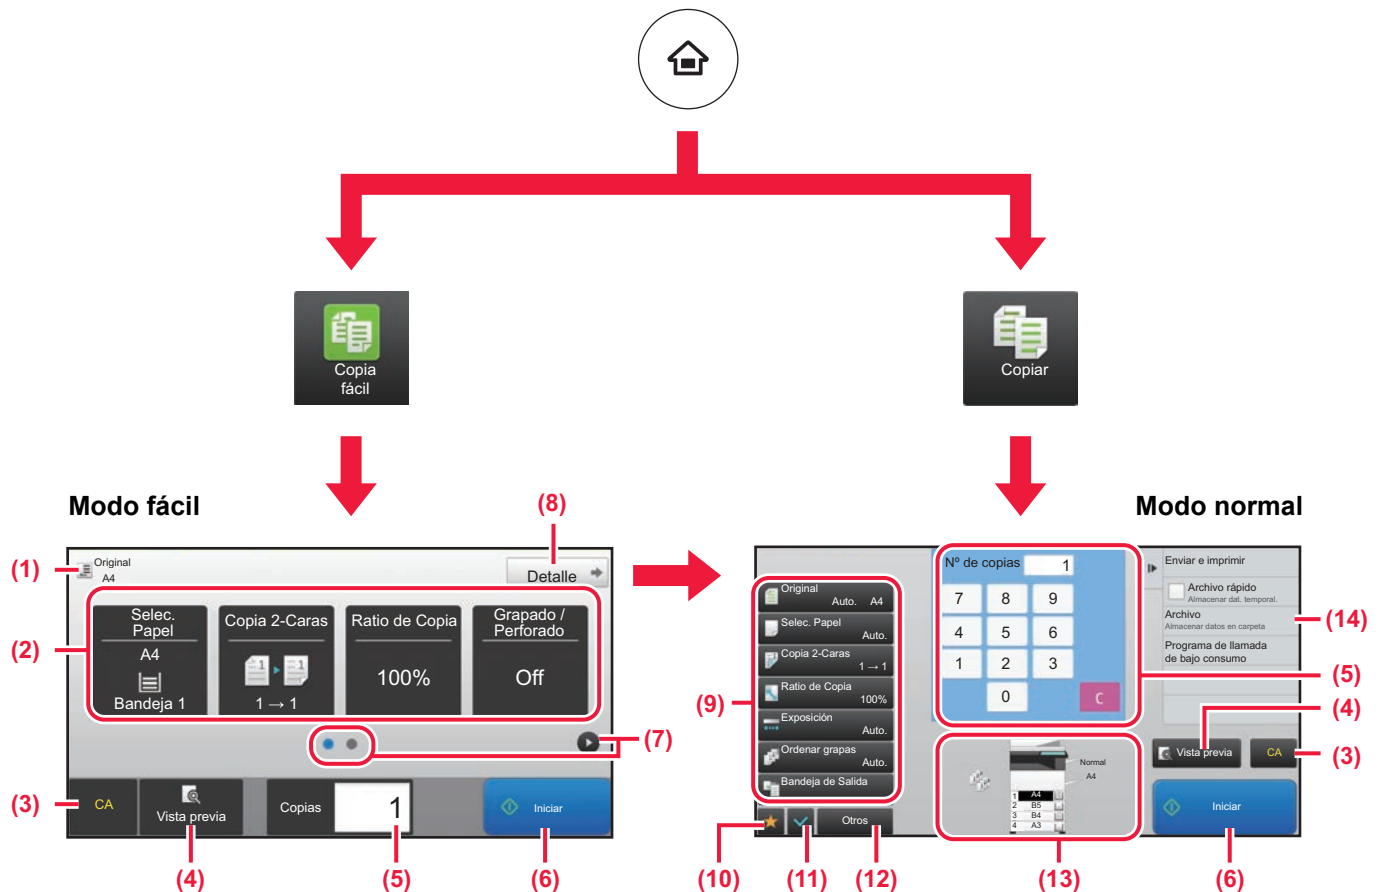 Copia
fácil
Copiar
Modo fácil
(8)
(1)
Original
A4
Detalle
(2)
Selec.
Papel
A4
Bandeja 1
Copia 2-Caras
1
1
1 → 1
Ratio de Copia
100%
Grapado /
Perforado
Off
(7)
(3)
CA
Vista previa
Copias
1
Iniciar
(4)
(5)
(6)
Modo normal
(9)
Original
Auto. A4
Selec. Papel
Auto.
Copia 2-Caras
1 → 1
Ratio de Copia
100%
Exposición
Auto.
Ordenar grapas
Auto.
Bandeja de Salida
Otros
Nº de copias 1
7 8 9
4 5 6
1 2 3
0 C
Normal
A4
1 A4
2 B5
3 B4
4 A3
Enviar e imprimir
Archivo rápido
Almacenar dat. temporal.
Archivo
Almacenar datos en carpeta
Programa de llamada
de bajo consumo
(14)
(5)
(4)
Vista previa
CA
(3)
Iniciar
(10)
(11)
(12)
(13)
(6)